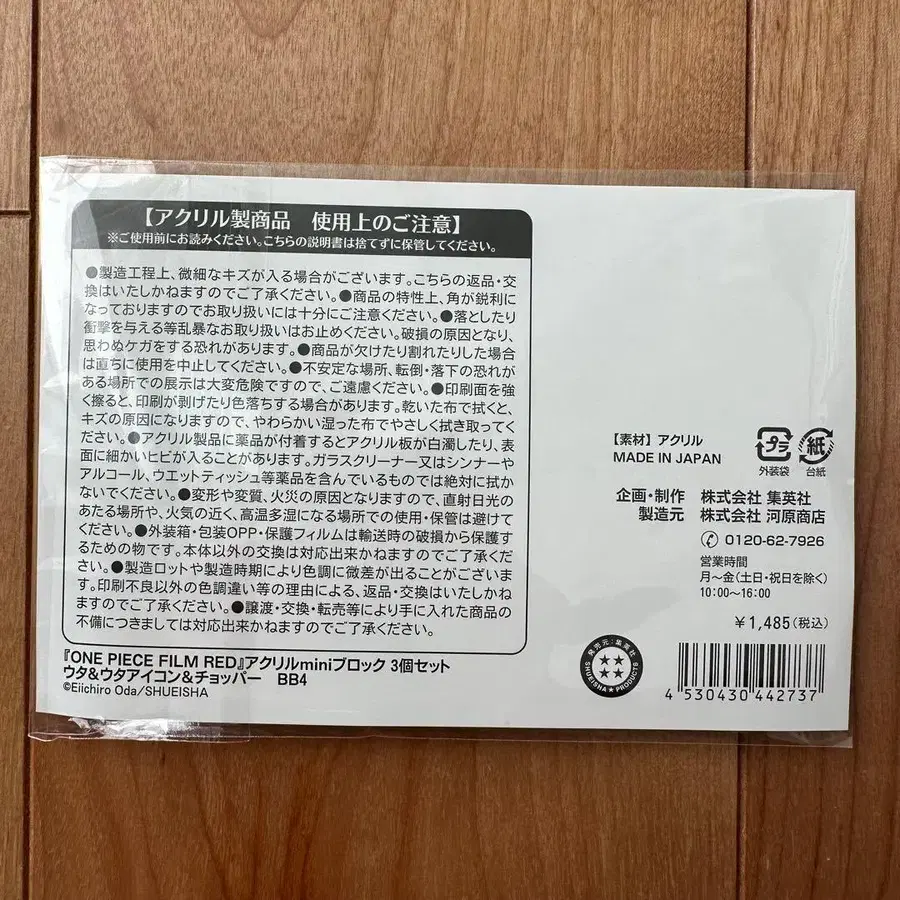 【アクリル製商品 使用上のご注意】
※ご使用前にお読みください。こちらの説明書は捨てずに保管してください。
●製造工程上、微細なキズが入る場合がございます。こちらの返品・交
換はいたしかねますのでご了承ください。●商品の特性上、角が鋭利に
なっておりますのでお取り扱いには十分にご注意ください。●落としたり
衝撃を与える等乱暴なお取り扱いはお止めください。破損の原因となり、
思わぬケガをする恐れがあります。●商品が欠けたり割れたりした場合
は直ちに使用を中止してください。●不安定な場所、転倒・落下の恐れが
ある場所での展示は大変危険ですので、ご遠慮ください。●印刷面を強
く擦ると、印刷が剥げたり色落ちする場合があります。乾いた布で拭くと、
キズの原因になりますので、やわらかい湿った布でやさしく拭き取ってく
ださい。●アクリル製品に薬品が付着するとアクリル板が白濁したり、表
面に細かいヒビが入ることがあります。ガラスクリーナー又はシンナーや
アルコール、ウエットティッシュ等薬品を含んでいるものでは絶対に拭か
ないでください。●変形や変質、火災の原因となりますので、直射日光の
あたる場所や、火気の近く、高温多湿になる場所での使用・保管は避けて
ください。●外装箱・包装OPP・保護フィルムは輸送時の破損から保護す
るための物です。本体以外の交換は対応出来かねますのでご了承くださ
い。●製造ロットや製造時期により色調に微差が出ることがございま
す。印刷不良以外の色調違い等の理由による、返品・交換はいたしかね
ますのでご了承ください。●譲渡・交換・転売等により手に入れた商品の
不備につきましては対応出来かねますのでご了承ください。
『ONE PIECE FILM RED』アクリルminiブロック 3個セット
ウタ&ウタアイコン&チョッパー BB4
©Eiichiro Oda/SHUEISHA
【素材】アクリル
MADE IN JAPAN
プラ
外装袋
紙
台紙
企画・制作 株式会社 集英社
製造元 株式会社 河原商店
0120-62-7926
営業時間
月～金(土日・祝日を除く)
10:00～16:00
￥1,485(税込)
発売元:集英社
SHUEISHA★PRODUCTS
4 530430 442737